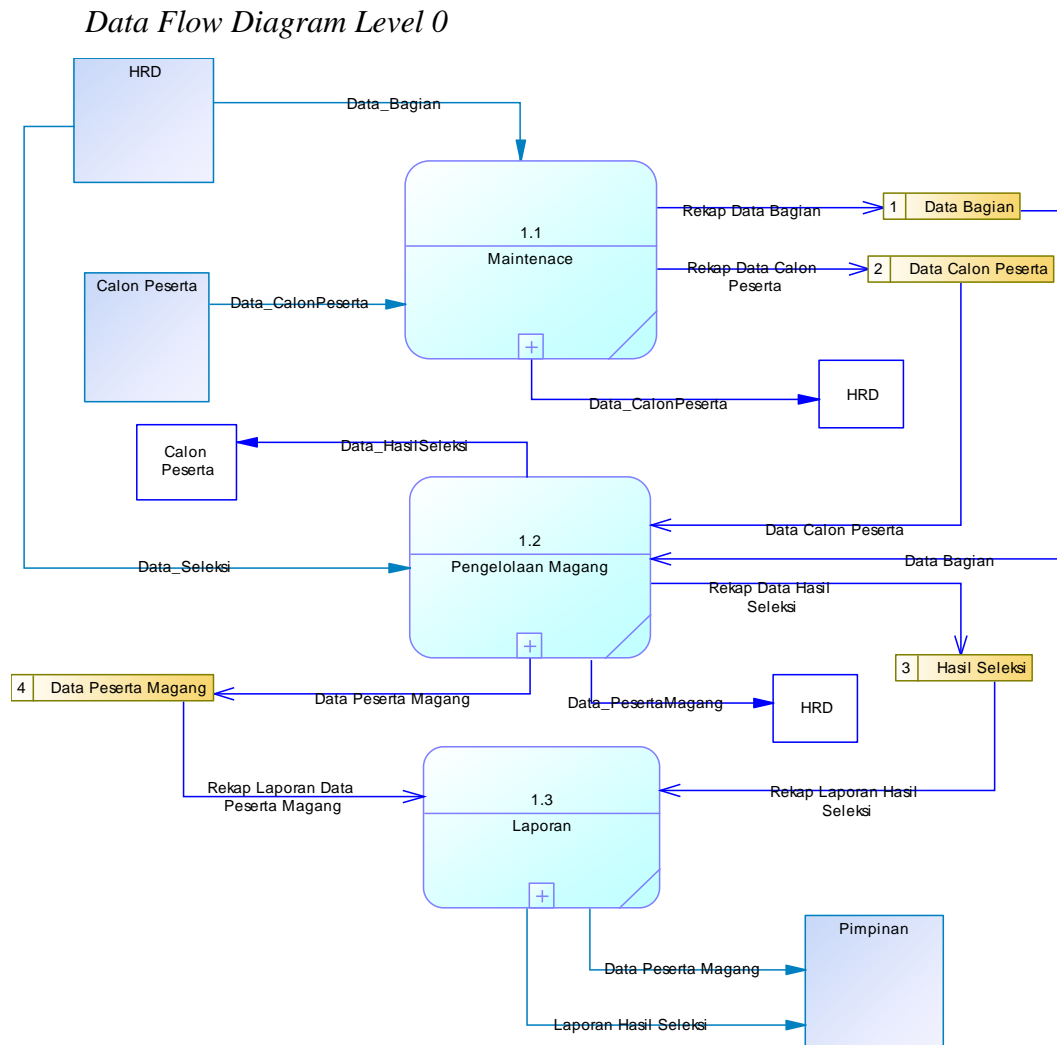 Data Flow Diagram Level 0
HRD
Data_Bagian
1.1
Maintenace
Rekap Data Bagian
1 Data Bagian
Rekap Data Calon
Peserta
2 Data Calon Peserta
Calon Peserta
Data_CalonPeserta
Data_CalonPeserta
HRD
Calon
Peserta
Data_HasilSeleksi
1.2
Pengelolaan Magang
Data Calon Peserta
Data Bagian
Data_Seleksi
Rekap Data Hasil
Seleksi
3 Hasil Seleksi
4 Data Peserta Magang
Data Peserta Magang
Data_PesertaMagang
HRD
Rekap Laporan Data
Peserta Magang
1.3
Laporan
Rekap Laporan Hasil
Seleksi
Pimpinan
Data Peserta Magang
Laporan Hasil Seleksi